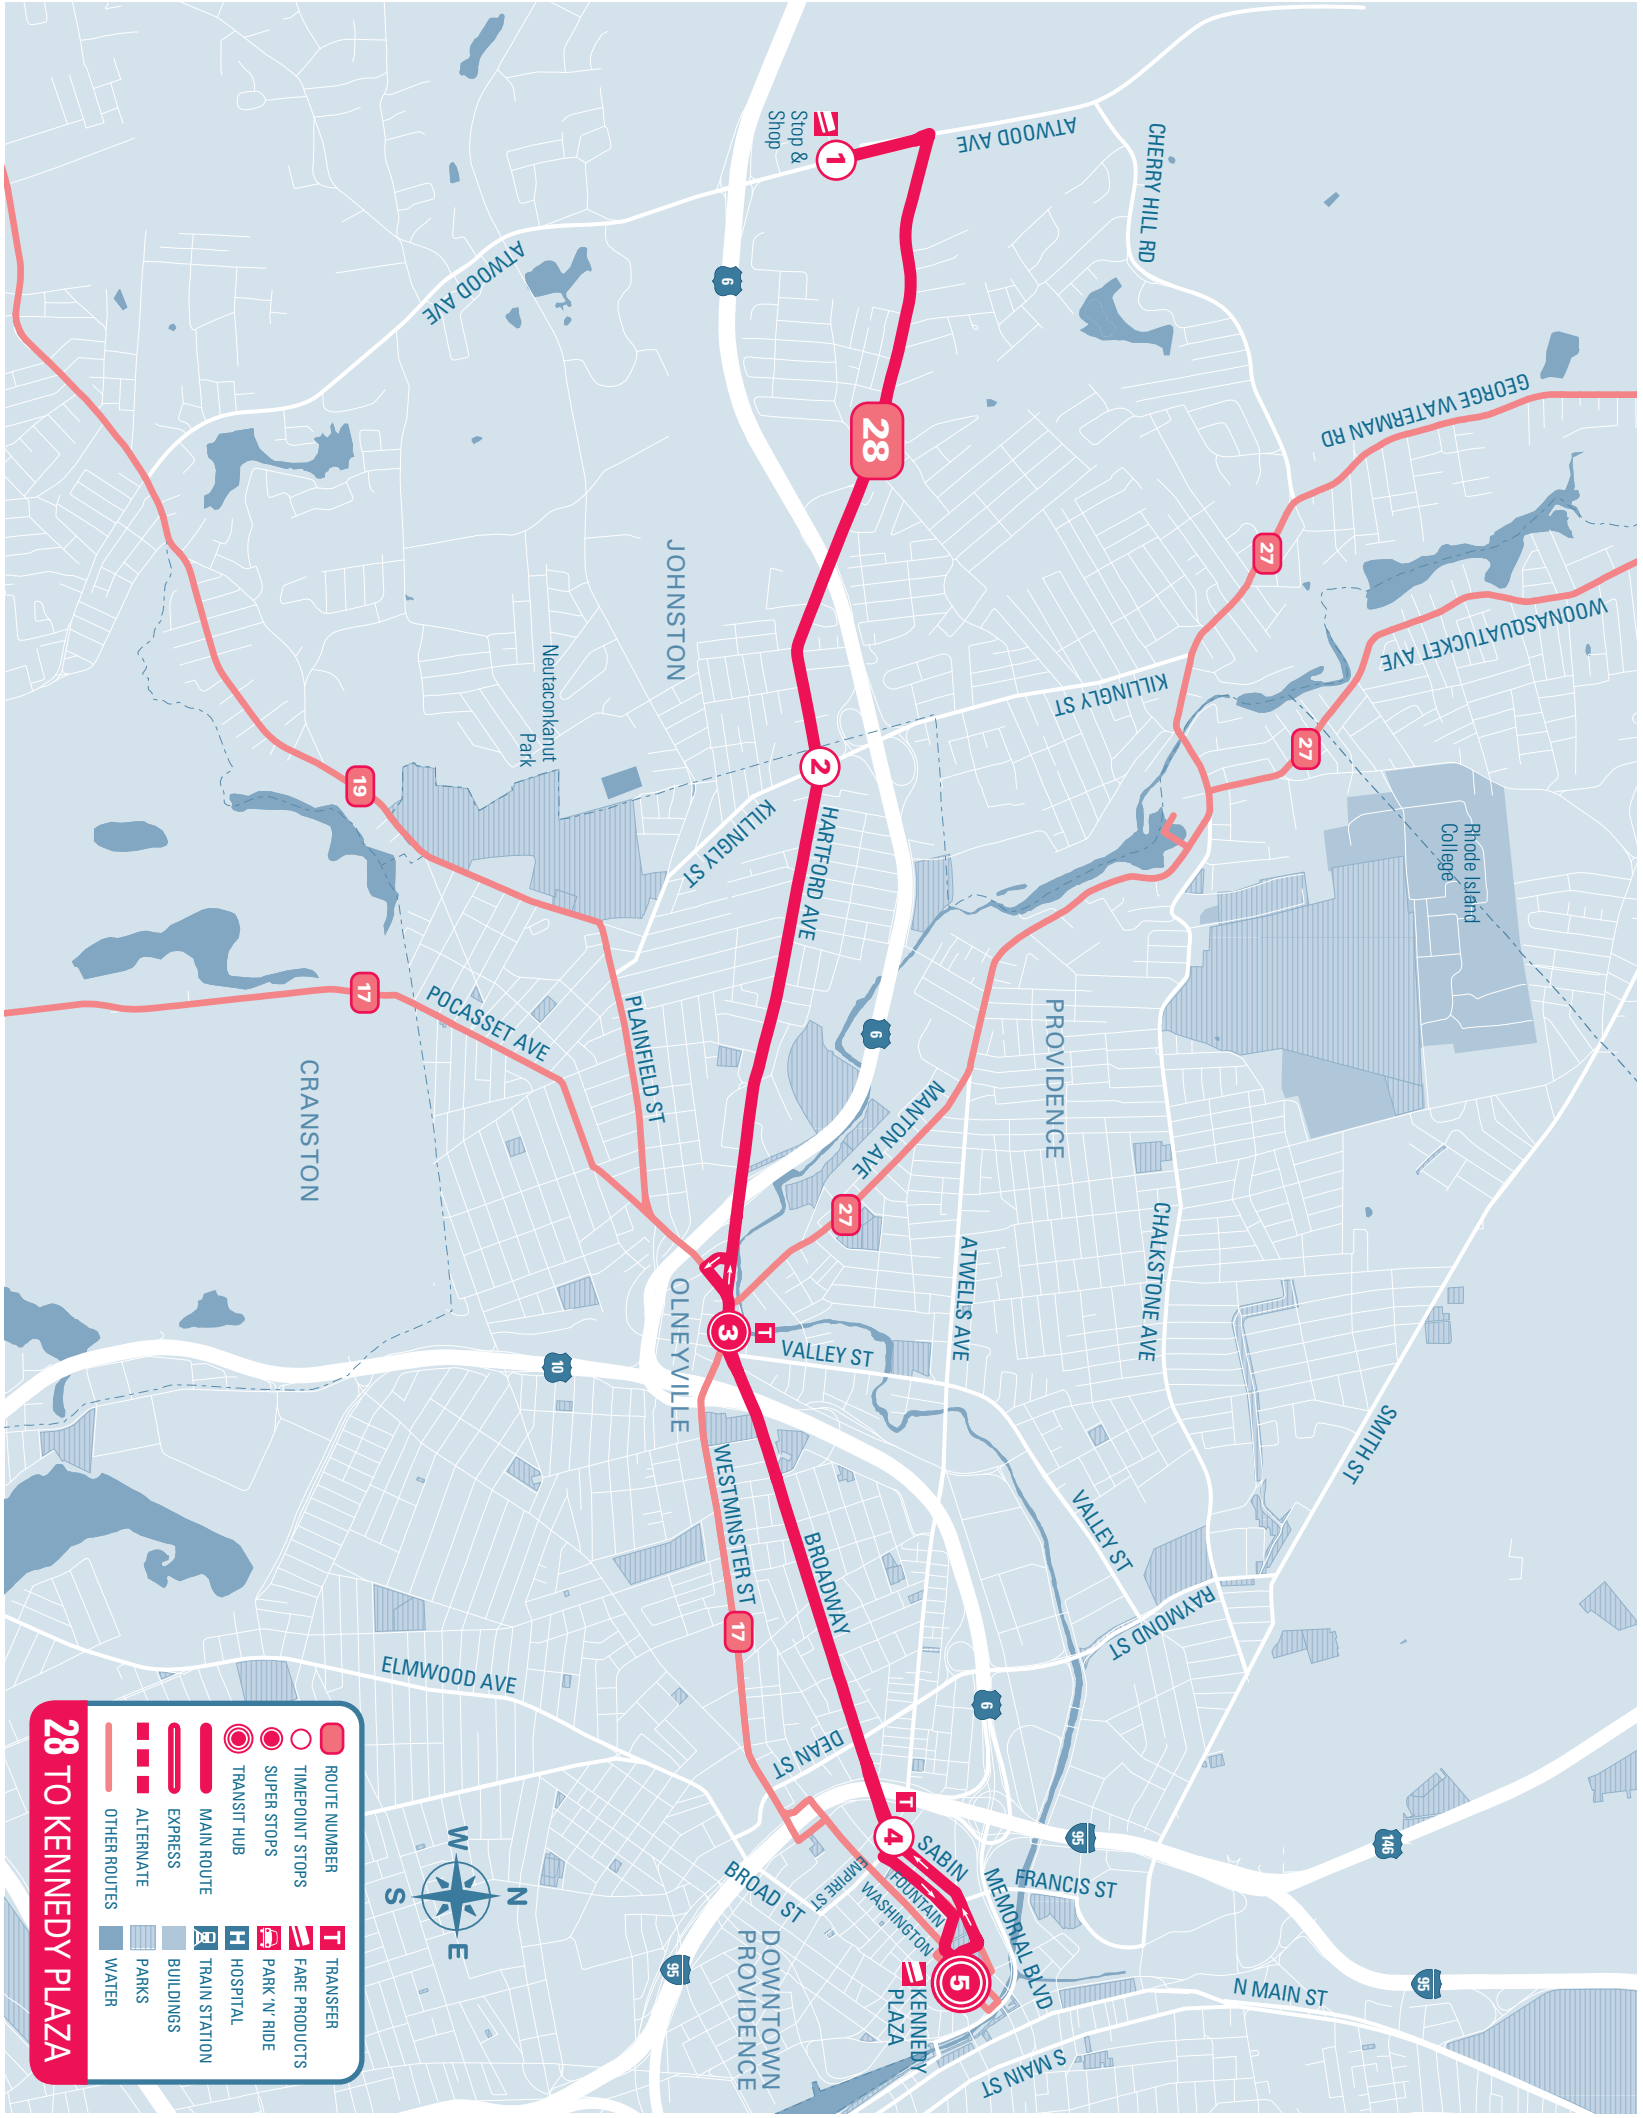 CHERRY HILL RD
ATWOOD AVE
Stop &
Shop
1
6
ATWOOD AVE
GEORGE WATERMAN RD
28
27
WOONASQUATUCKET AVE
27
KILLINGLY ST
JOHNSTON
Neutaconkanut
Park
19
2
KILLINGLY ST
HARTFORD AVE
Rhode Island
College
17
POCASSET AVE
PLAINFIELD ST
6
PROVIDENCE
MANTON AVE
CRANSTON
27
CHALKSTONE AVE
ATWELLS AVE
OLNEYVILLE
3
T
VALLEY ST
10
SMITH ST
WESTMINSTER ST
BROADWAY
VALLEY ST
RAYMOND ST
17
ELMWOOD AVE
6
DEAN ST
T
4
SABIN
95
146
FRANCIS ST
MEMORIAL BLVD
FOUNTAIN
EMPIRE ST
WASHINGTON
BROAD ST
95
DOWNTOWN
PROVIDENCE
5
KENNEDY
PLAZA
N MAIN ST
95
S MAIN ST
N
W
E
S
ROUTE NUMBER
TIMEPOINT STOPS
SUPER STOPS
TRANSIT HUB
MAIN ROUTE
EXPRESS
ALTERNATE
OTHER ROUTES
T TRANSFER
FARE PRODUCTS
PARK 'N' RIDE
H HOSPITAL
TRAIN STATION
BUILDINGS
PARKS
WATER
28 TO KENNEDY PLAZA